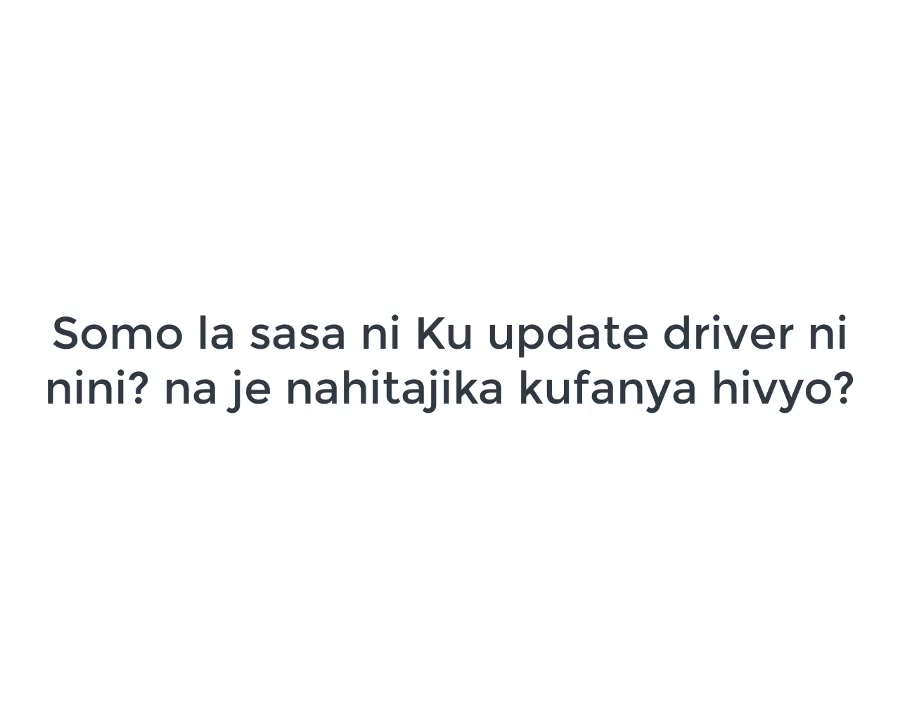 Somo la sasa ni Ku update driver ni
nini? na je nahitajika kufanya hivyo?